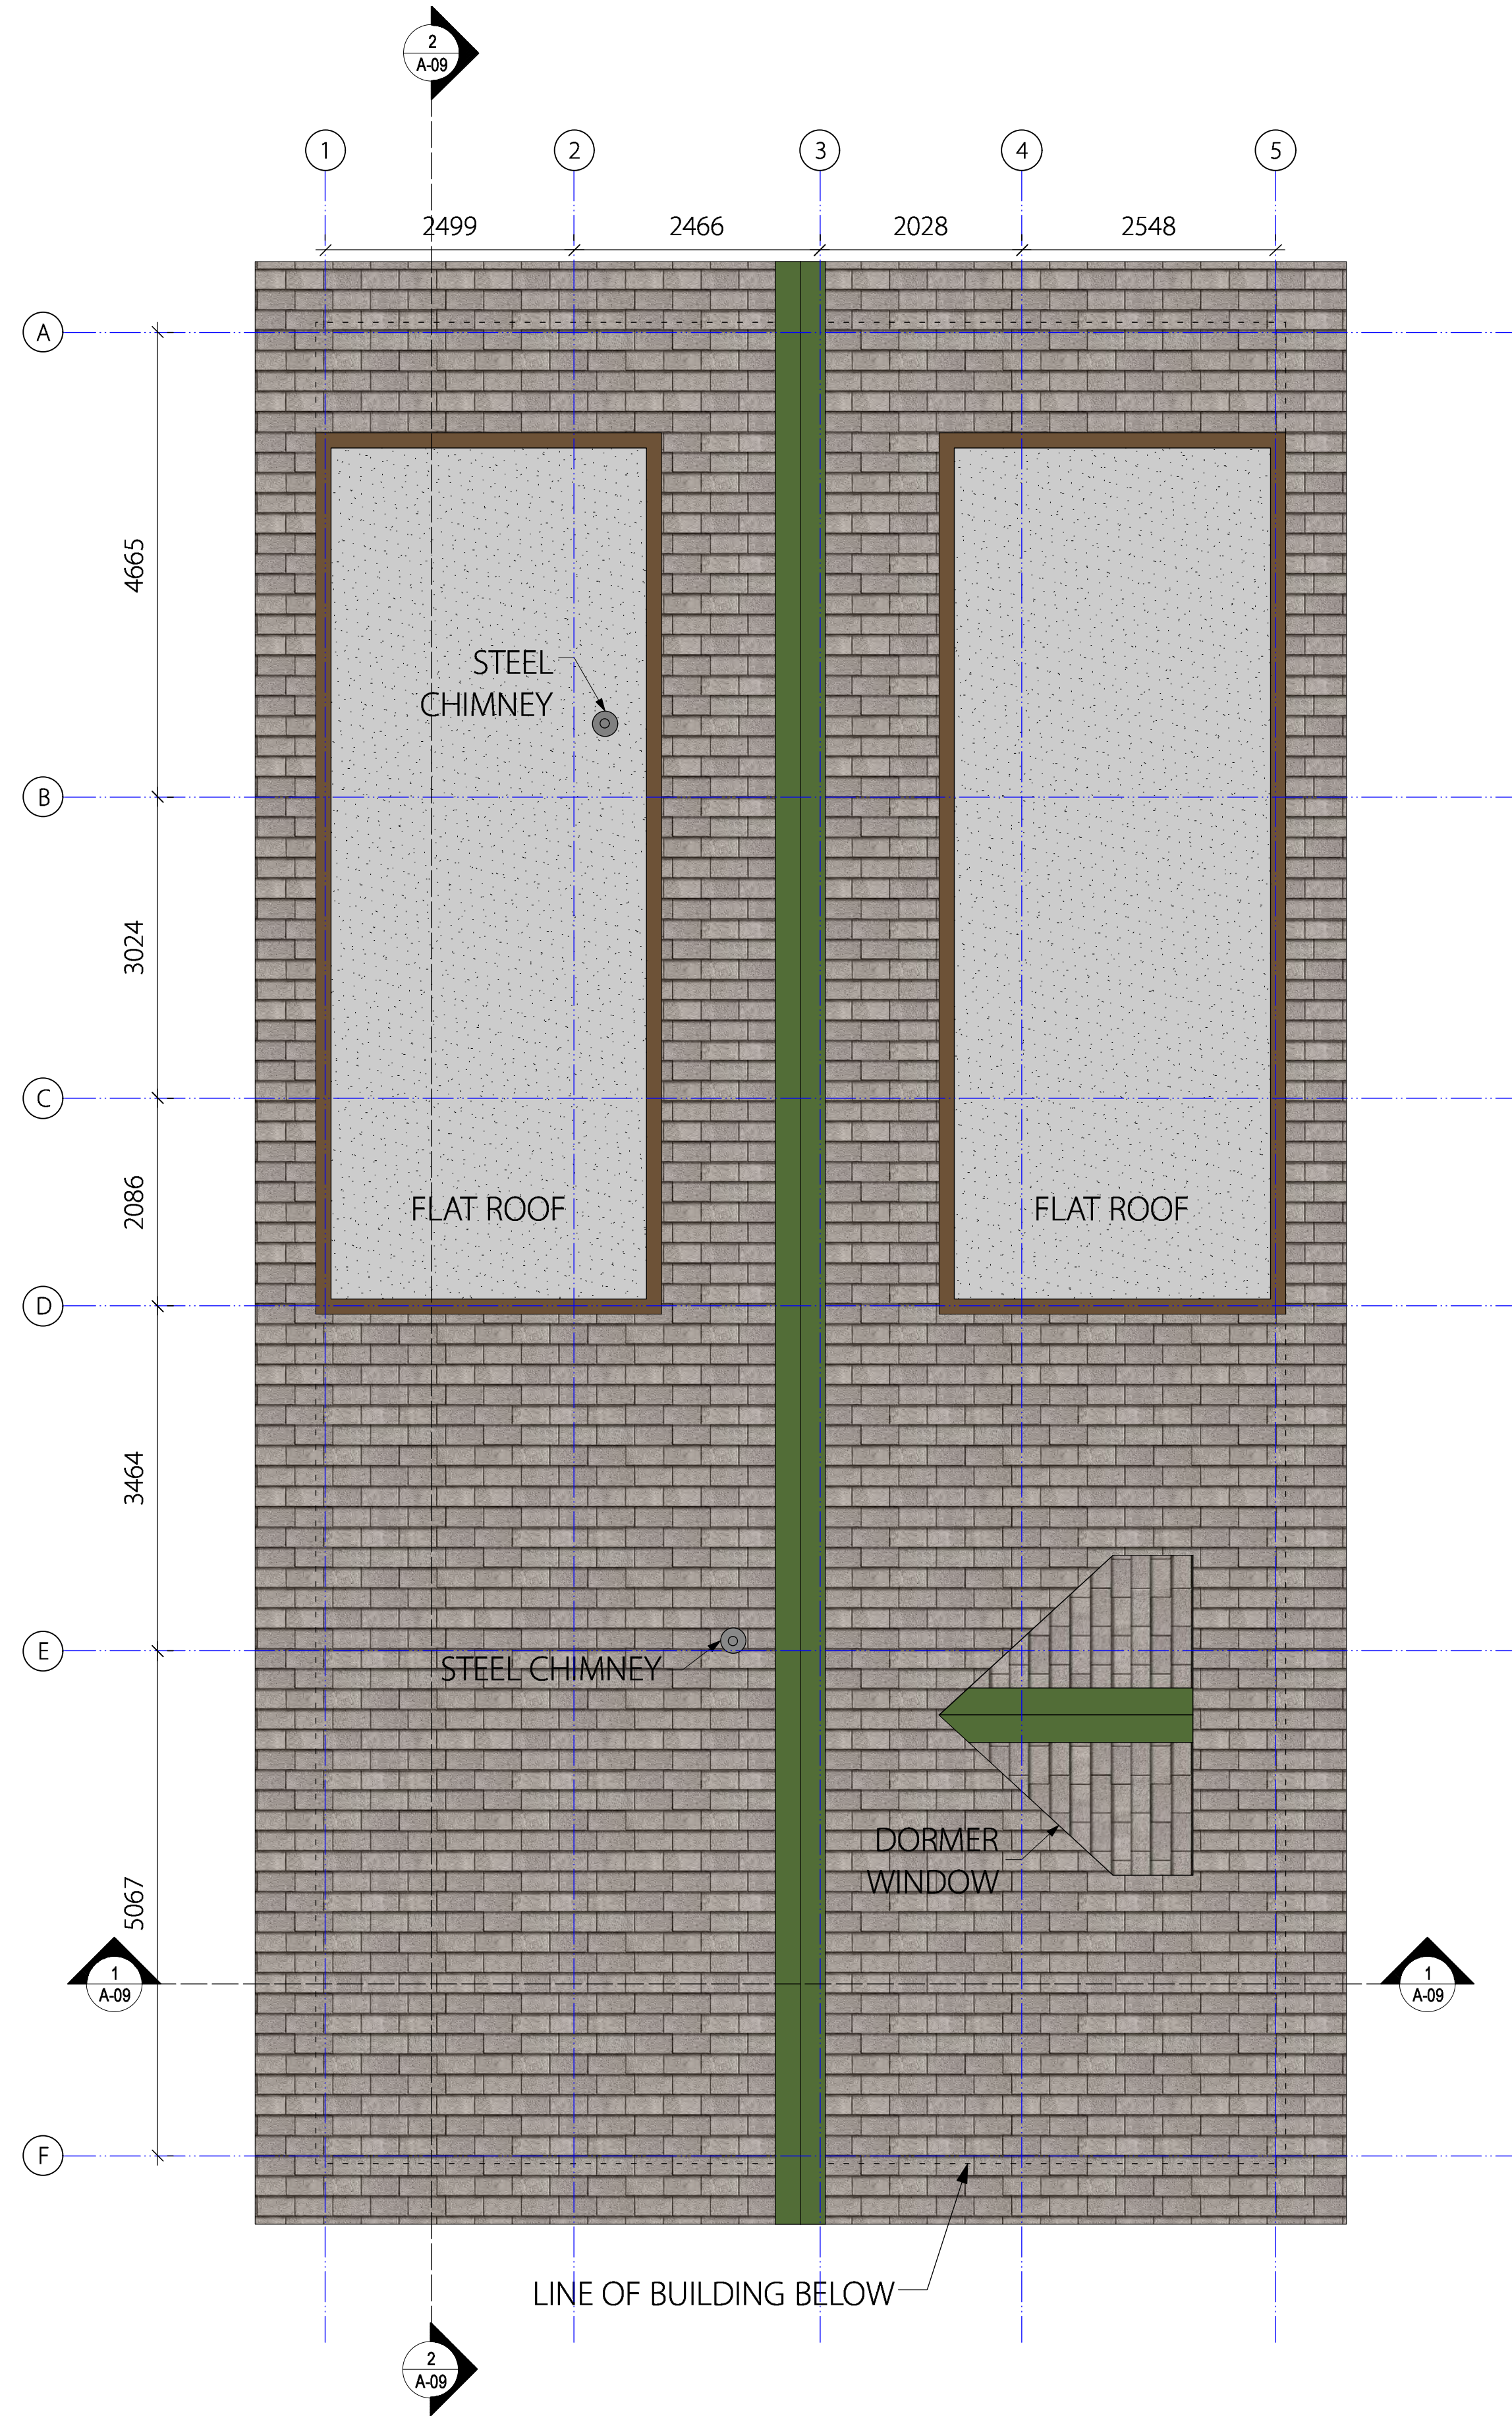 2
A-09
1
2
3
4
5
2499
2466
2028
2548
A
4665
STEEL
CHIMNEY
B
3024
C
2086
FLAT ROOF
FLAT ROOF
D
3464
E
STEEL CHIMNEY
DORMER
WINDOW
5067
1
A-09
1
A-09
F
LINE OF BUILDING BELOW
2
A-09